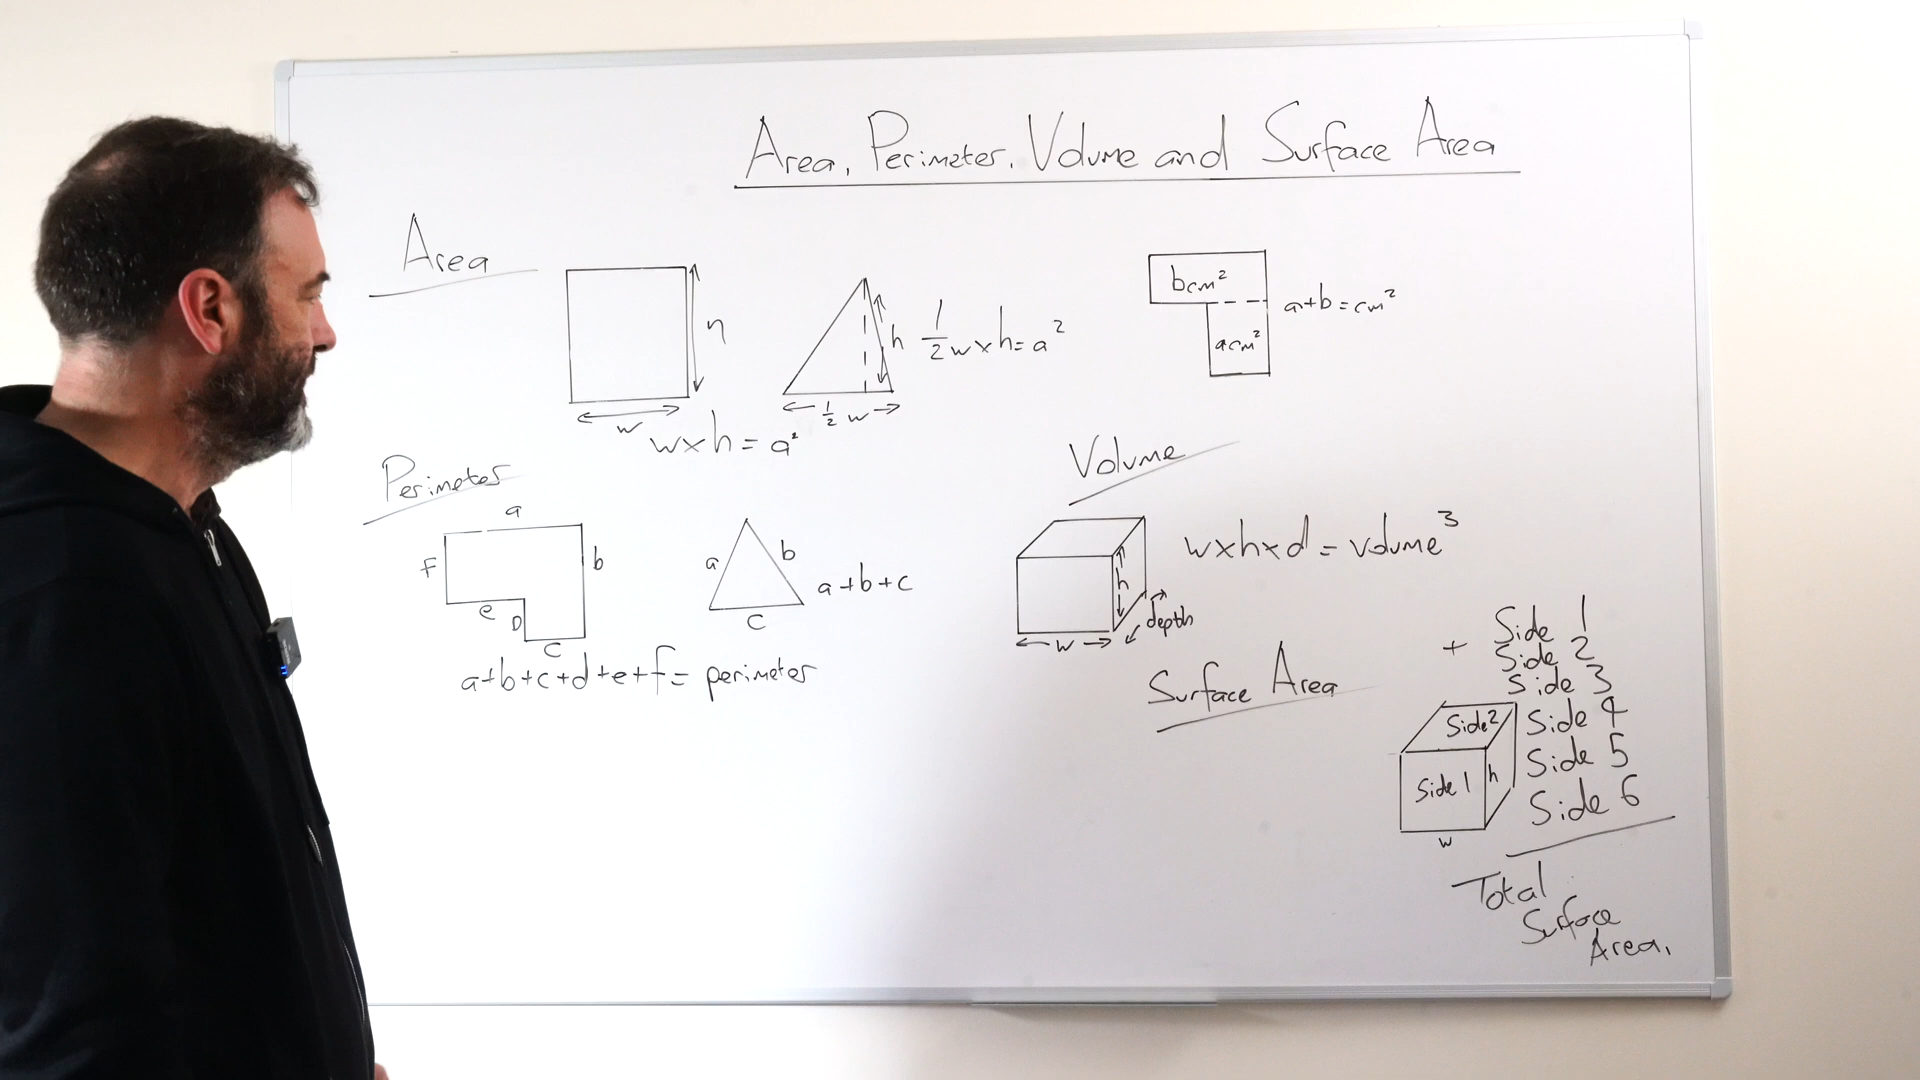 Area, Perimeter, Volume and Surface Area
Area
h
w
w x h = a²
h
½ w x h = a²
½ w
bcm²
acm²
a+b=cm²
Perimeter
a
b
C
D
e
F
a+b+c+d+e+f= perimeter
a
b
C
a+b+c
Volume
h
w
depth
wxhxd = volume³
Surface Area
+
Side 1
Side 2
Side 3
Side 4
Side 5
Side 6
Side2
Side 1
h
w
Total
Surface
Area.